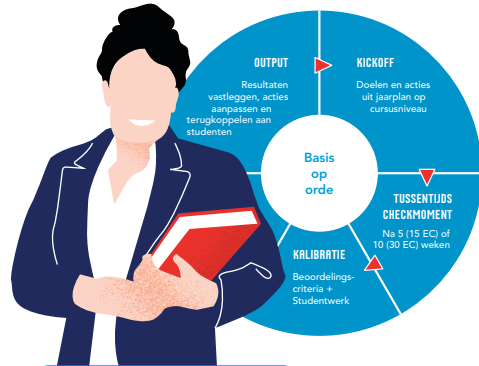 OUTPUT
Resultaten
vastleggen, acties
aanpassen en
terugkoppelen aan
studenten
KICKOFF
Doelen en acties
uit jaarplan op
cursusniveau
Basis
op
orde
TUSSENTIJDS
CHECKMOMENT
Na 5 (15 EC) of
10 (30 EC) weken
KALIBRATIE
Beoordelings-
criteria +
Studentwerk